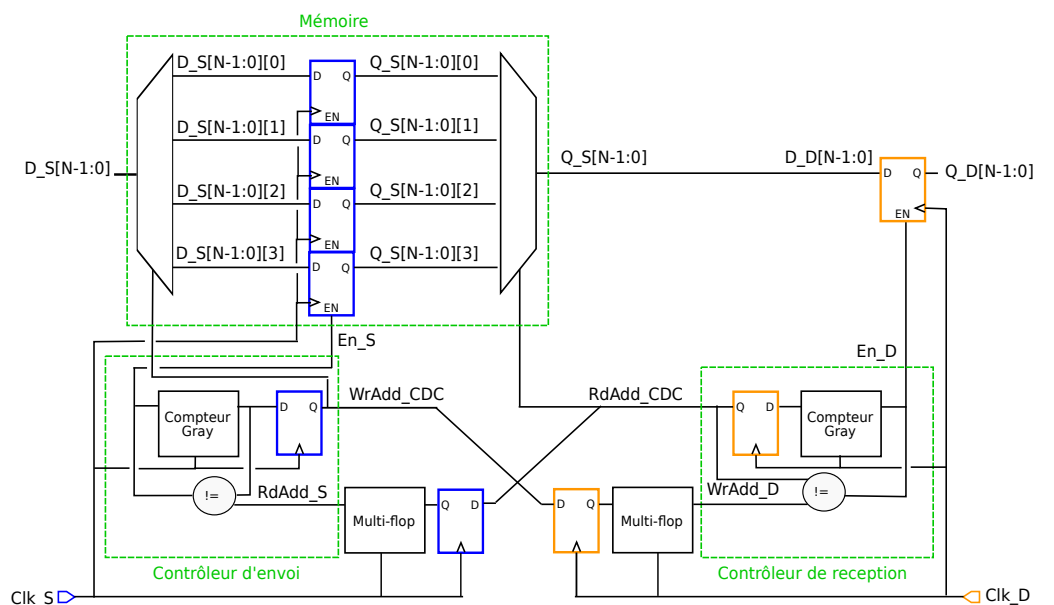 Mémoire
D_S[N-1:0][0]
Q_S[N-1:0][0]
D
Q
EN
D_S[N-1:0][1]
Q_S[N-1:0][1]
D
Q
EN
D_S[N-1:0]
Q_S[N-1:0]
D_D[N-1:0]
D
Q
EN
Q_D[N-1:0]
D_S[N-1:0][2]
Q_S[N-1:0][2]
D
Q
EN
D_S[N-1:0][3]
Q_S[N-1:0][3]
D
Q
EN
En_S
En_D
Compteur
Gray
D
Q
WrAdd_CDC
RdAdd_CDC
Q
D
Compteur
Gray
!=
RdAdd_S
WrAdd_D
!=
Multi-flop
Q
D
D
Q
Multi-flop
Contrôleur d'envoi
Contrôleur de reception
Clk_S
Clk_D